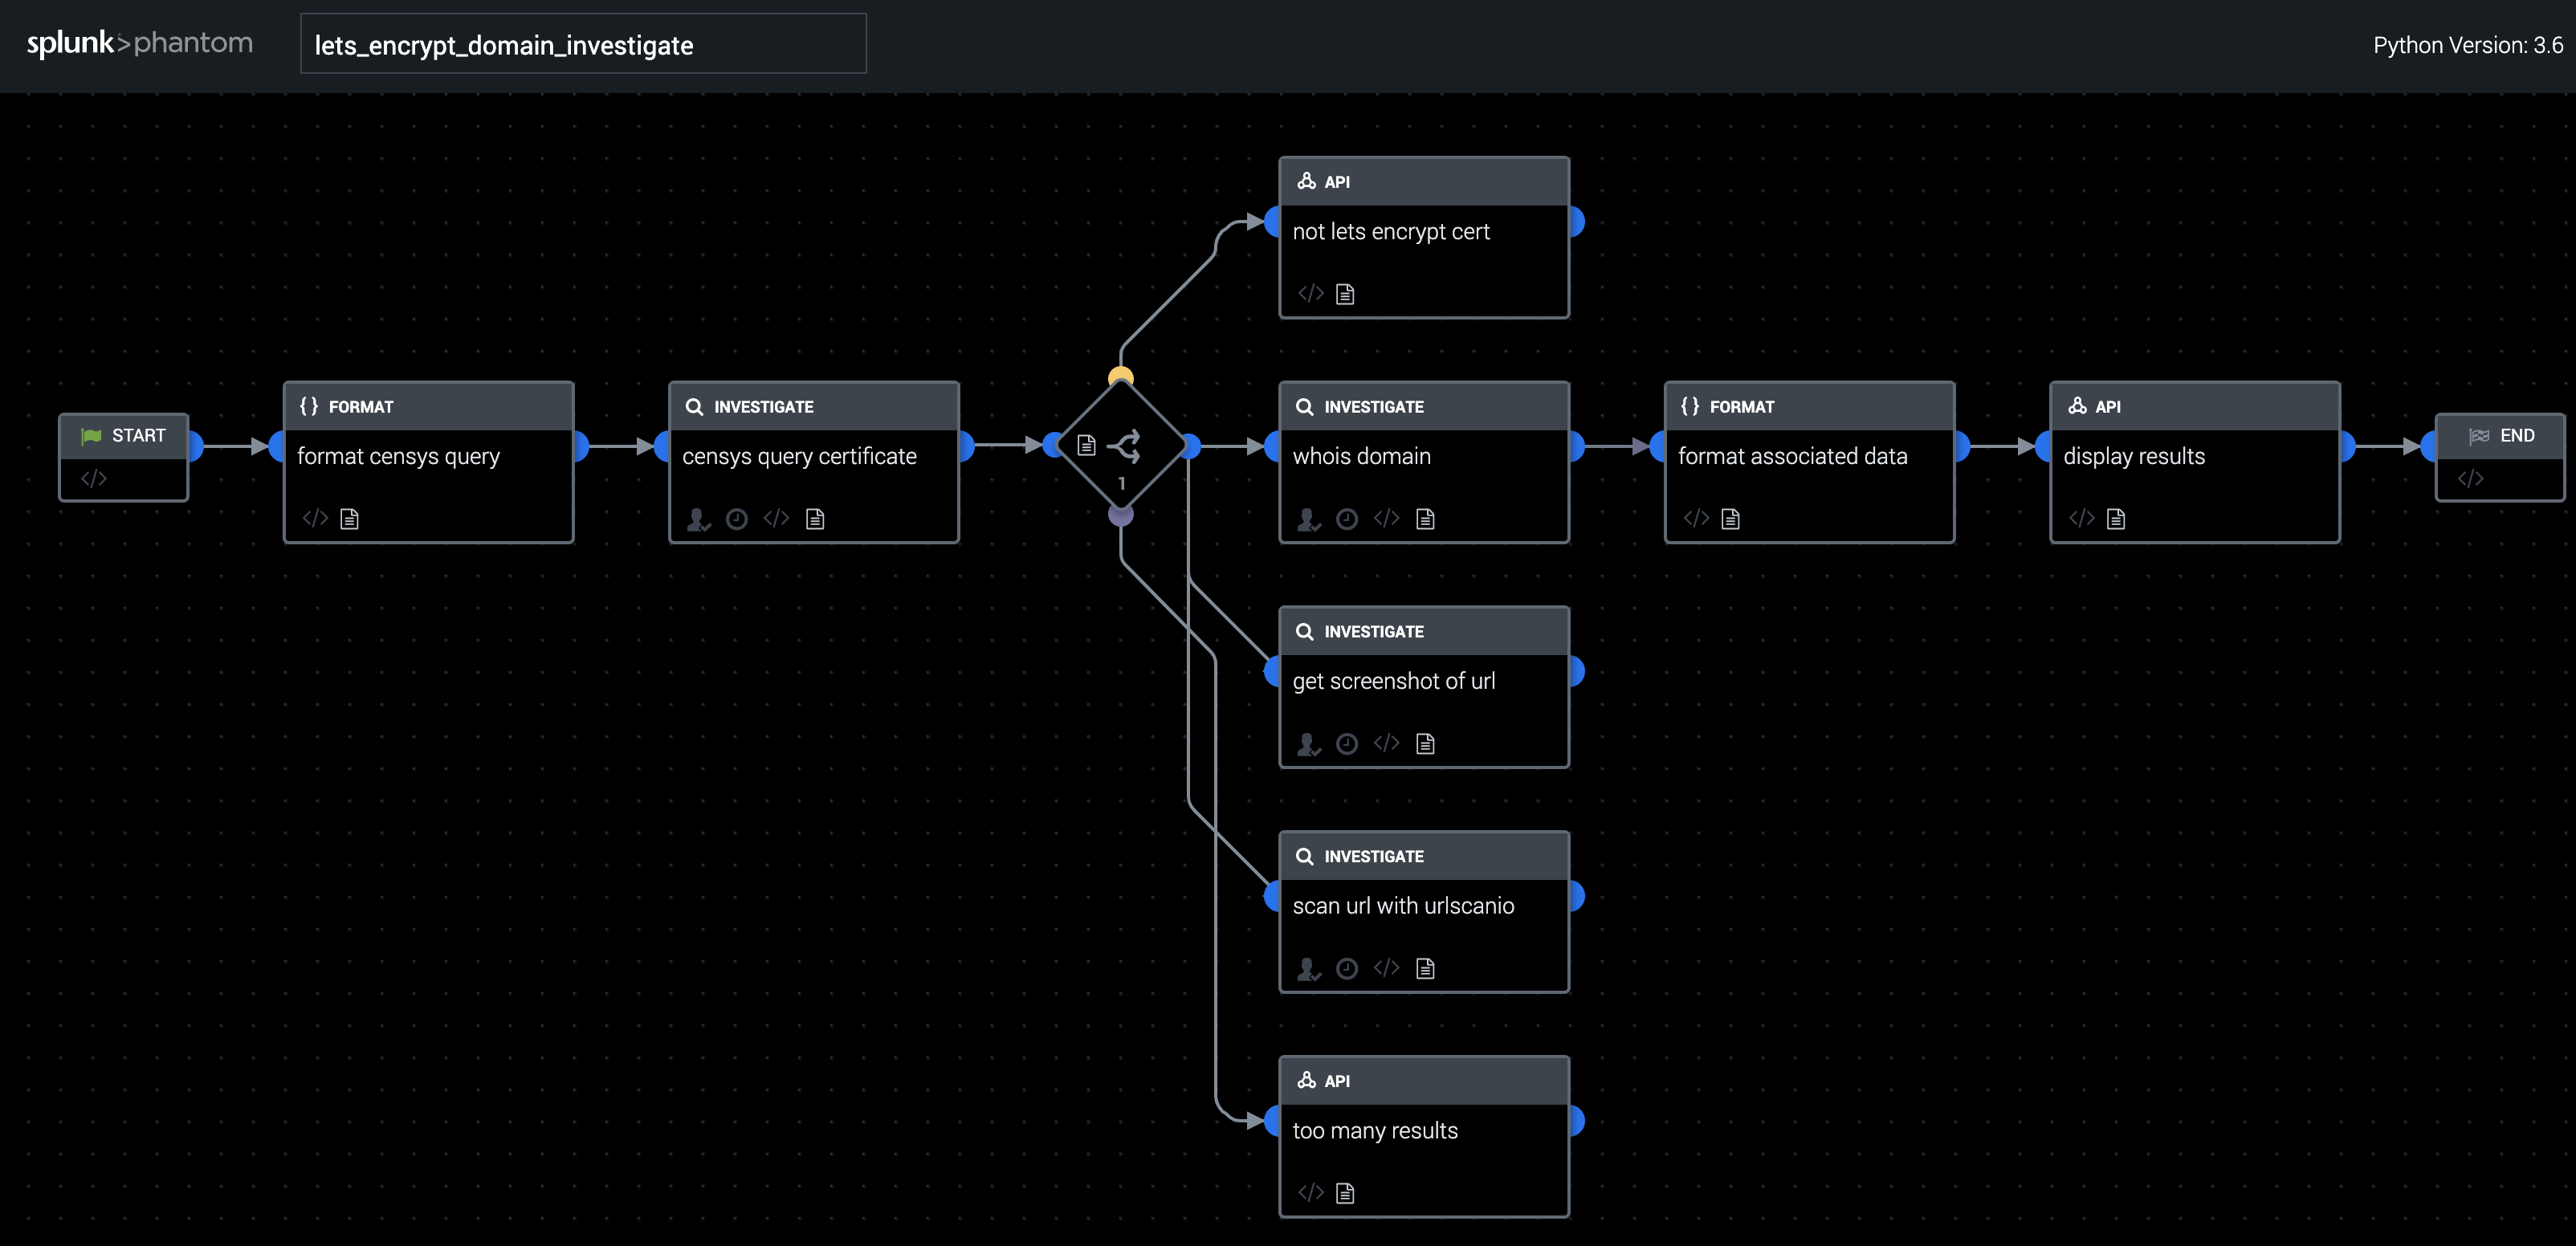 splunk>phantom
lets_encrypt_domain_investigate
Python Version: 3.6
START
</>
FORMAT
format censys query
</>
INVESTIGATE
censys query certificate
</>
1
API
not lets encrypt cert
</>
INVESTIGATE
whois domain
</>
FORMAT
format associated data
</>
API
display results
</>
END
</>
INVESTIGATE
get screenshot of url
</>
INVESTIGATE
scan url with urlscanio
</>
API
too many results
</>